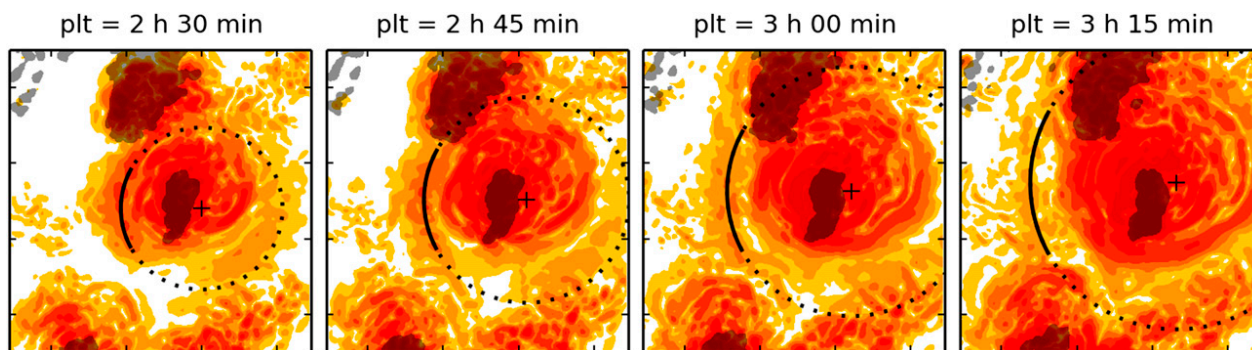 plt = 2 h 30 min
plt = 2 h 45 min
plt = 3 h 00 min
plt = 3 h 15 min